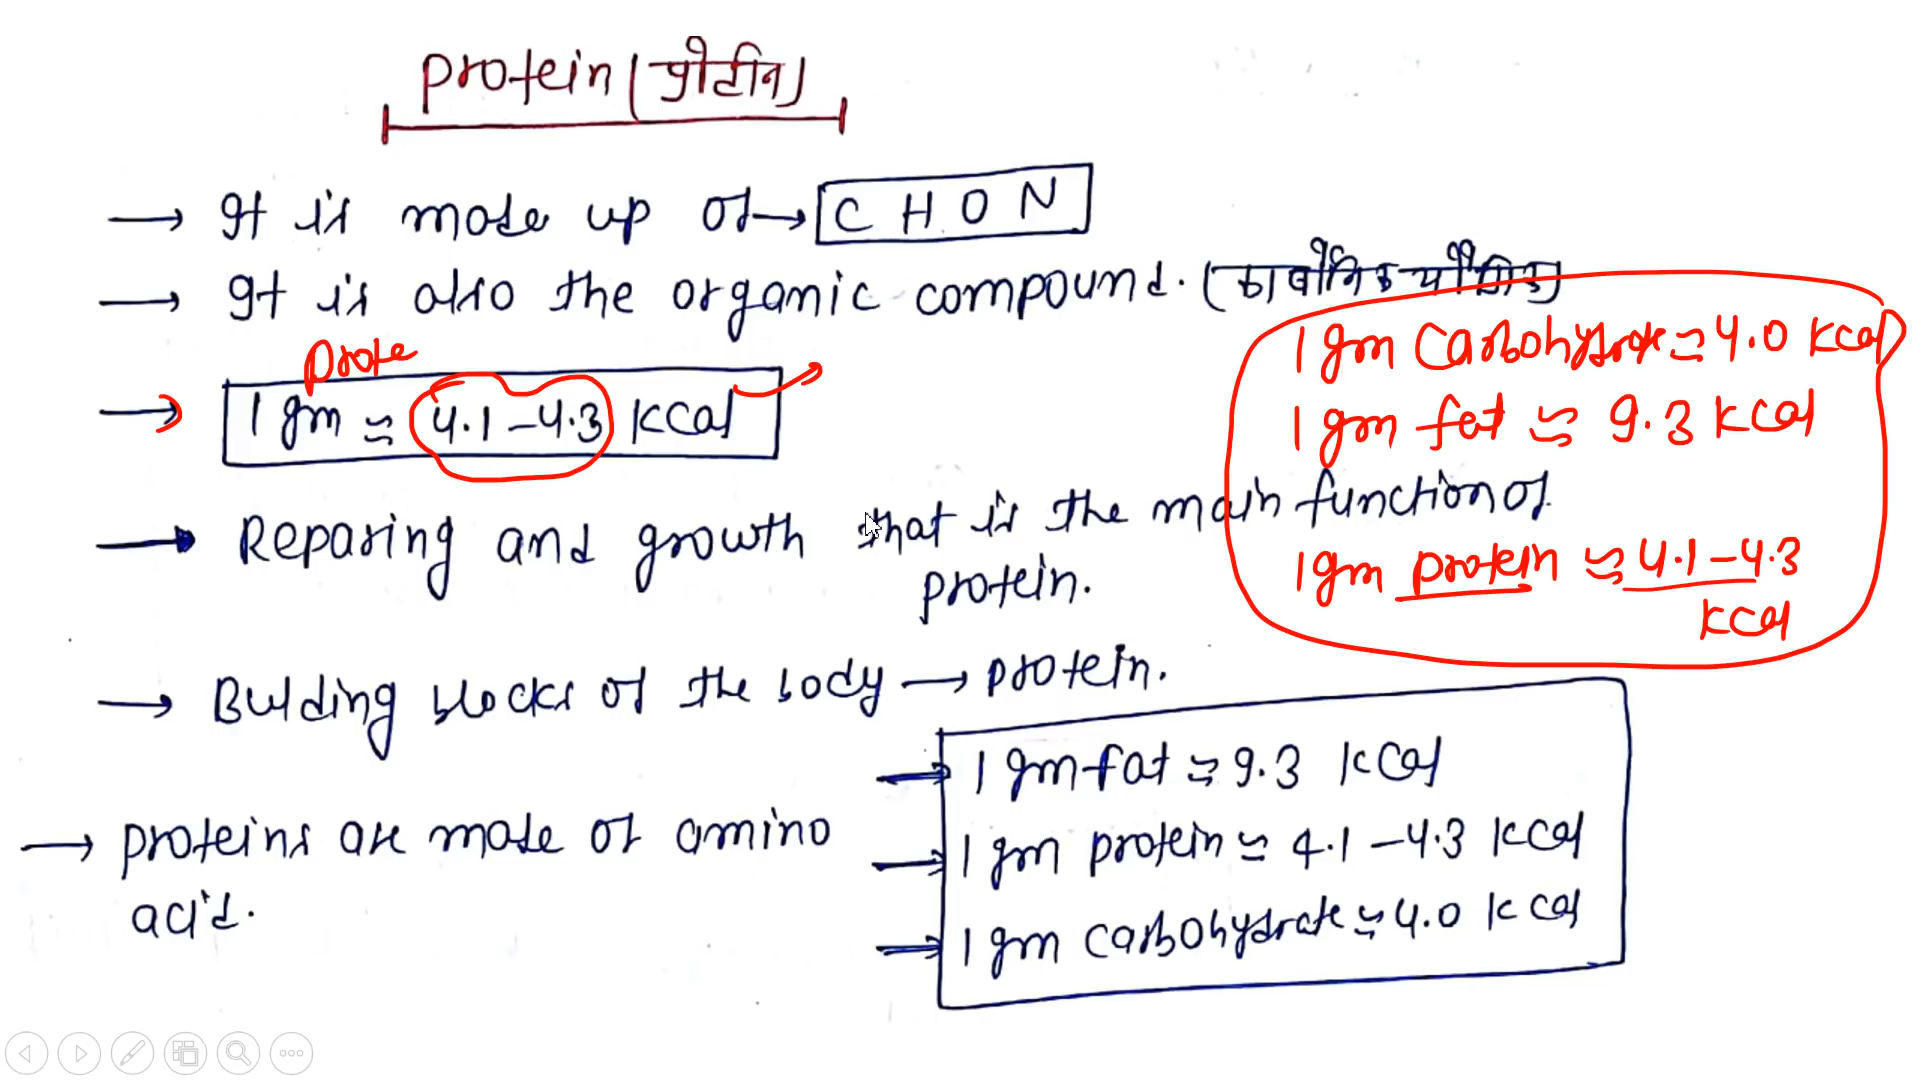 Protein (प्रोटीन)
→ It is made up of → C H O N
→ It is also the organic compound. (कार्बोनिक यौगिक)
Prote
→ 1 gm ≃ 4.1 – 4.3 kcal
1 gm Carbohydrate ≃ 4.0 kcal
1 gm fat ≃ 9.3 kcal
1 gm protein ≃ 4.1 – 4.3
kcal
→ Reparing and growth that is the main function of
protein.
→ Bulding blocks of the body → protein.
→ Proteins are made of amino
acid.
→ 1 gm fat ≃ 9.3 kcal
→ 1 gm protein ≃ 4.1 – 4.3 kcal
→ 1 gm carbohydrate ≃ 4.0 kcal